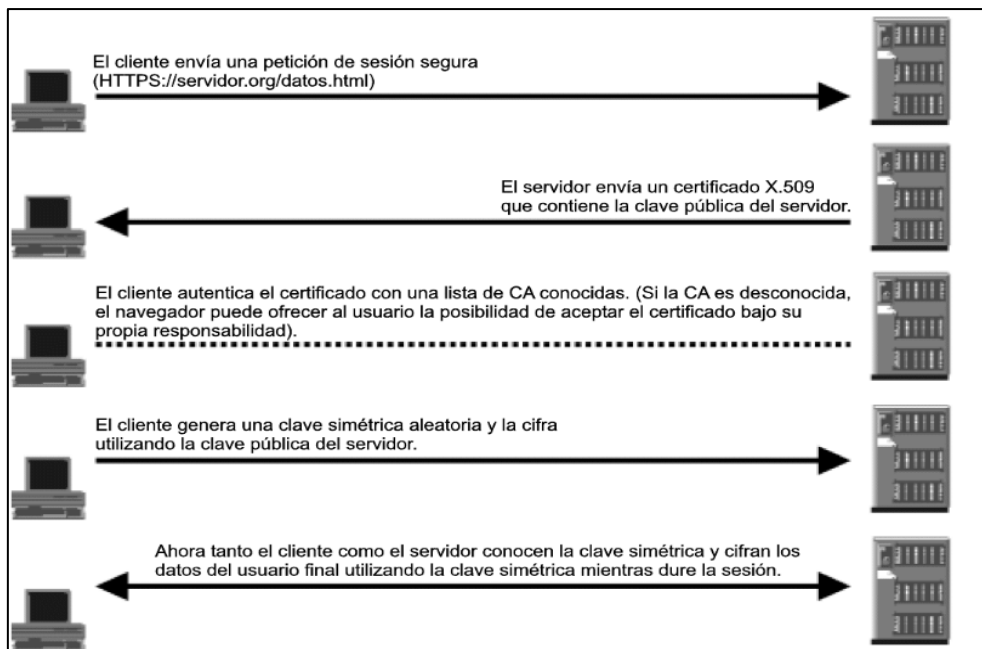 El cliente envía una petición de sesión segura
(HTTPS://servidor.org/datos.html)
El servidor envía un certificado X.509
que contiene la clave pública del servidor.
El cliente autentica el certificado con una lista de CA conocidas. (Si la CA es desconocida,
el navegador puede ofrecer al usuario la posibilidad de aceptar el certificado bajo su
propia responsabilidad).
El cliente genera una clave simétrica aleatoria y la cifra
utilizando la clave pública del servidor.
Ahora tanto el cliente como el servidor conocen la clave simétrica y cifran los
datos del usuario final utilizando la clave simétrica mientras dure la sesión.